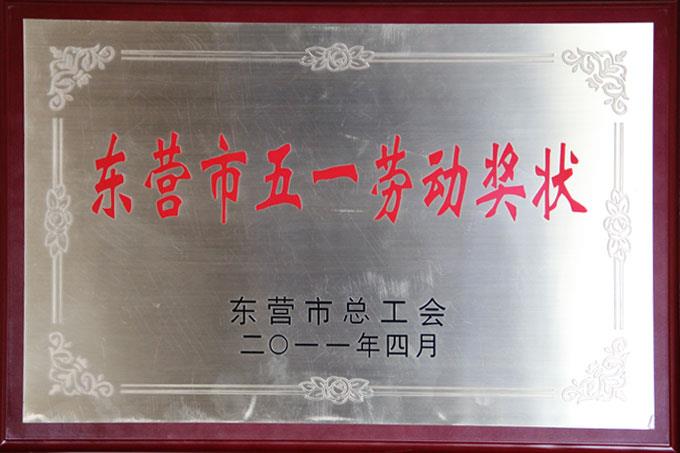 东营市五一劳动奖状
东营市总工会
二〇一一年四月